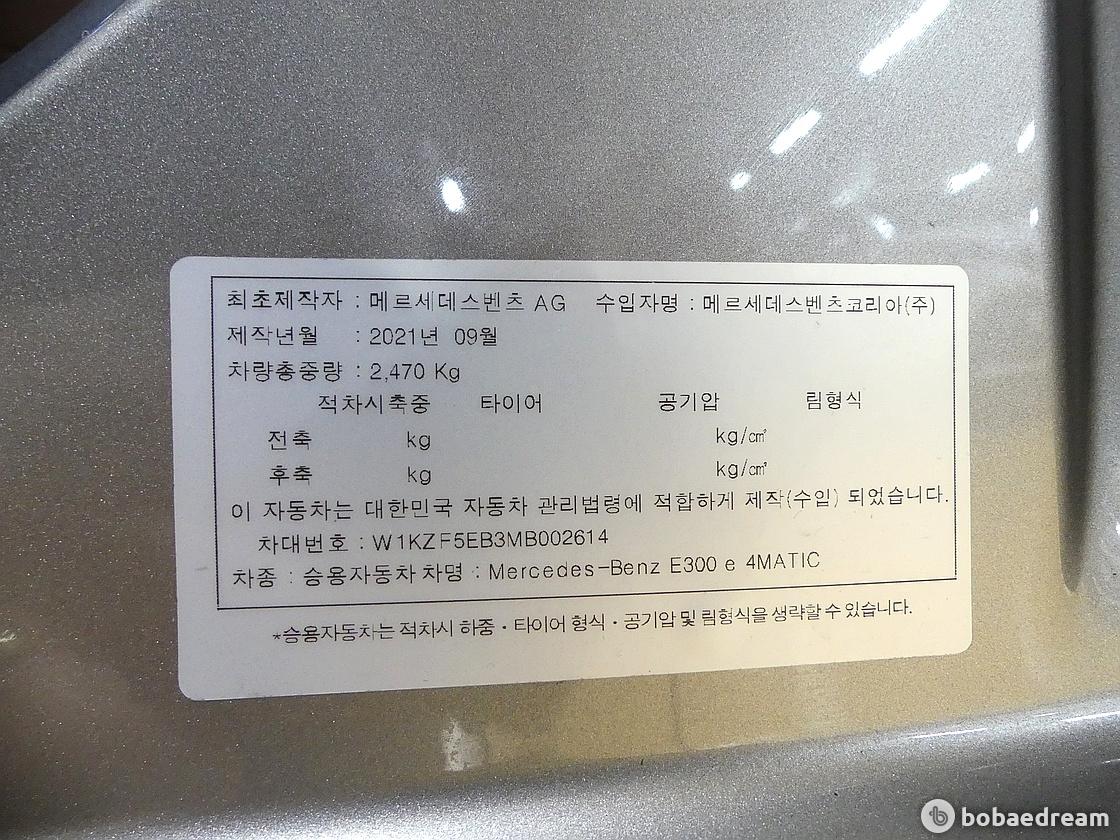 최초제작자 : 메르세데스벤츠 AG 수입자명 : 메르세데스벤츠코리아(주)
제작년월 : 2021년 09월
차량총중량 : 2,470 Kg
적차시축중 타이어 공기압 림형식
전축 kg kg/㎠
후축 kg kg/㎠
이 자동차는 대한민국 자동차 관리법령에 적합하게 제작(수입) 되었습니다.
차대번호 : W1KZF5EB3MB002614
차종 : 승용자동차 차명 : Mercedes-Benz E300 e 4MATIC
*승용자동차는 적차시 하중·타이어 형식·공기압 및 림형식을 생략할 수 있습니다.
bobaedream